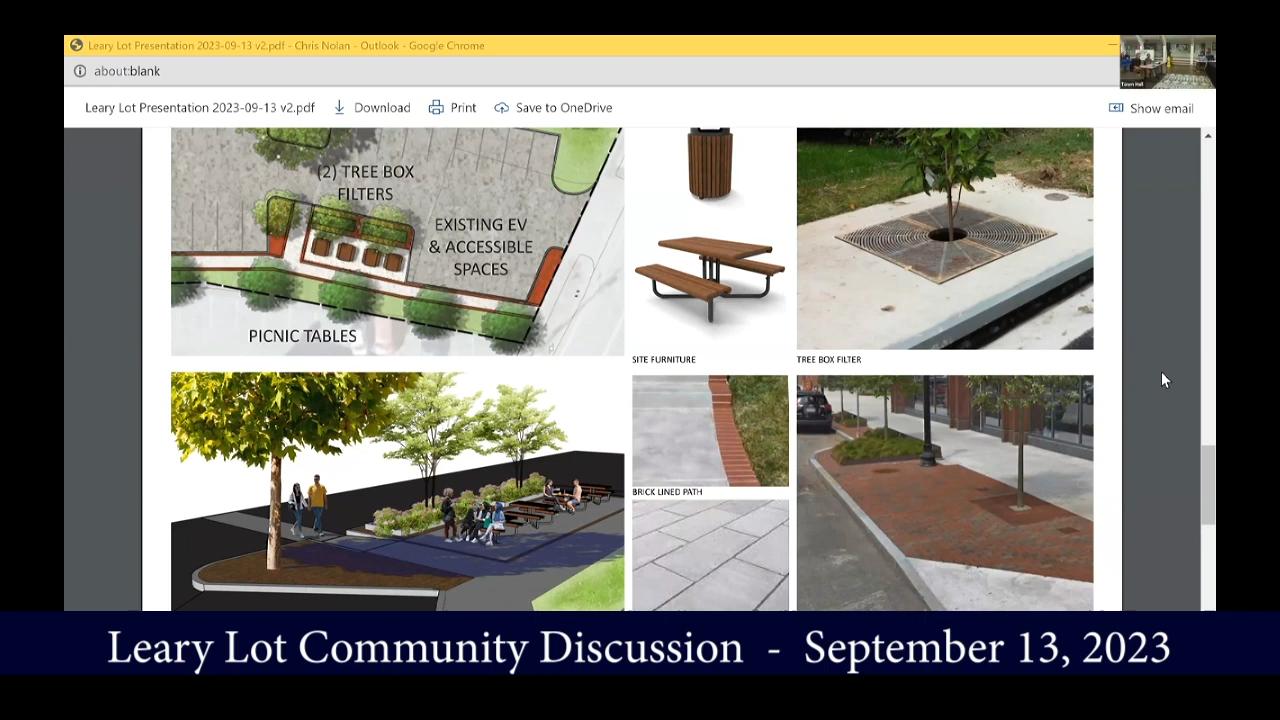 Leary Lot Presentation 2023-09-13 v2.pdf - Chris Nolan - Outlook - Google Chrome
about:blank
Town Hall
Leary Lot Presentation 2023-09-13 v2.pdf
Download
Print
Save to OneDrive
Show email
(2) TREE BOX
FILTERS
EXISTING EV
& ACCESSIBLE
SPACES
PICNIC TABLES
SITE FURNITURE
TREE BOX FILTER
BRICK LINED PATH
Leary Lot Community Discussion - September 13, 2023